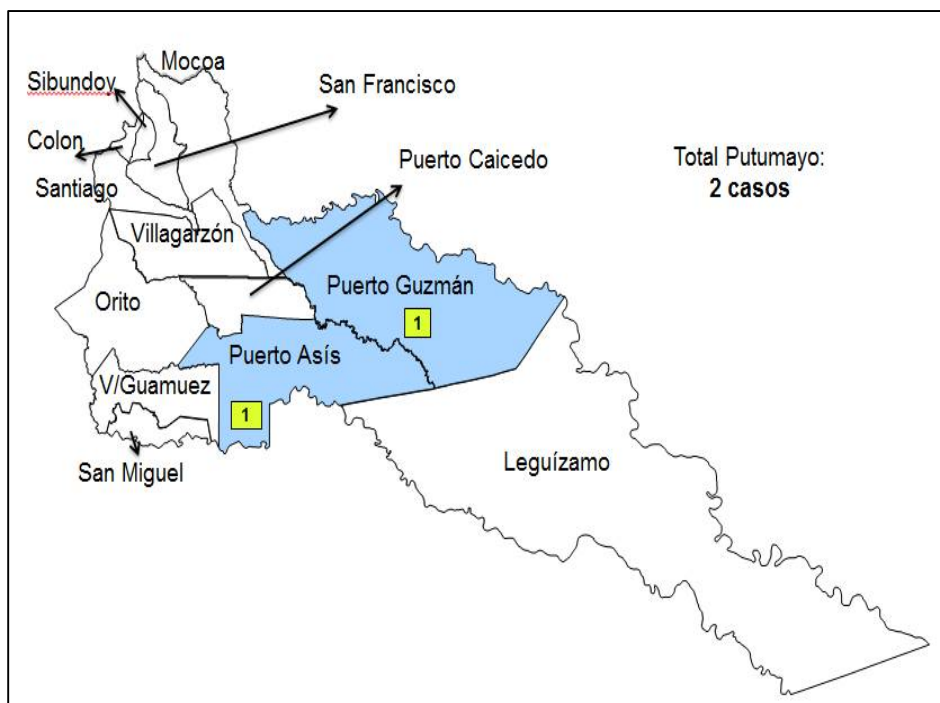 Mocoa
Sibundoy
San Francisco
Colon
Puerto Caicedo
Total Putumayo:
2 casos
Santiago
Villagarzón
Puerto Guzmán
Orito
1
Puerto Asís
V/Guamuez
1
San Miguel
Leguízamo